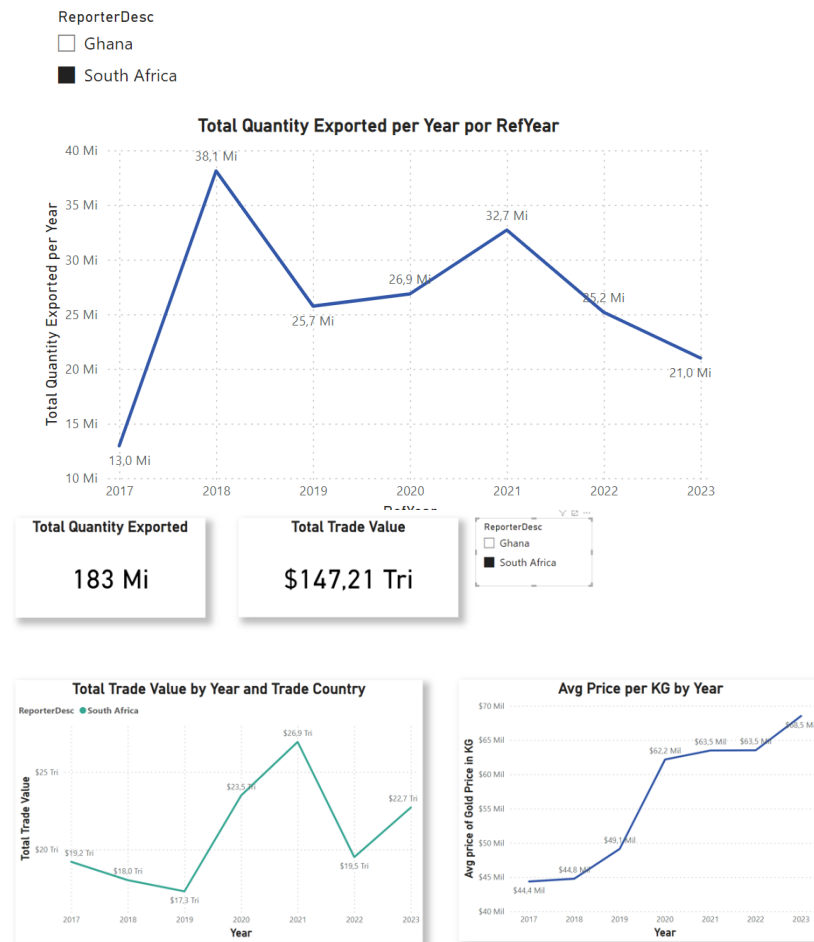 ReporterDesc
Ghana
South Africa
Total Quantity Exported per Year por RefYear
Total Quantity Exported per Year
40 Mi
35 Mi
30 Mi
25 Mi
20 Mi
15 Mi
10 Mi
13,0 Mi
38,1 Mi
25,7 Mi
26,9 Mi
32,7 Mi
25,2 Mi
21,0 Mi
2017 2018 2019 2020 2021 2022 2023
RefYear
Total Quantity Exported
183 Mi
Total Trade Value
$147,21 Tri
ReporterDesc
Ghana
South Africa
Total Trade Value by Year and Trade Country
ReporterDesc South Africa
Total Trade Value
$25 Tri
$20 Tri
$19,2 Tri
$18,0 Tri
$17,3 Tri
$23,5 Tri
$26,9 Tri
$19,5 Tri
$22,7 Tri
2017 2018 2019 2020 2021 2022 2023
Year
Avg Price per KG by Year
Avg price of Gold Price in KG
$70 Mil
$65 Mil
$60 Mil
$55 Mil
$50 Mil
$45 Mil
$40 Mil
$44,4 Mil
$44,8 Mil
$49,1 Mil
$62,2 Mil
$63,5 Mil
$63,5 Mil
$68,5 M
2017 2018 2019 2020 2021 2022 2023
Year